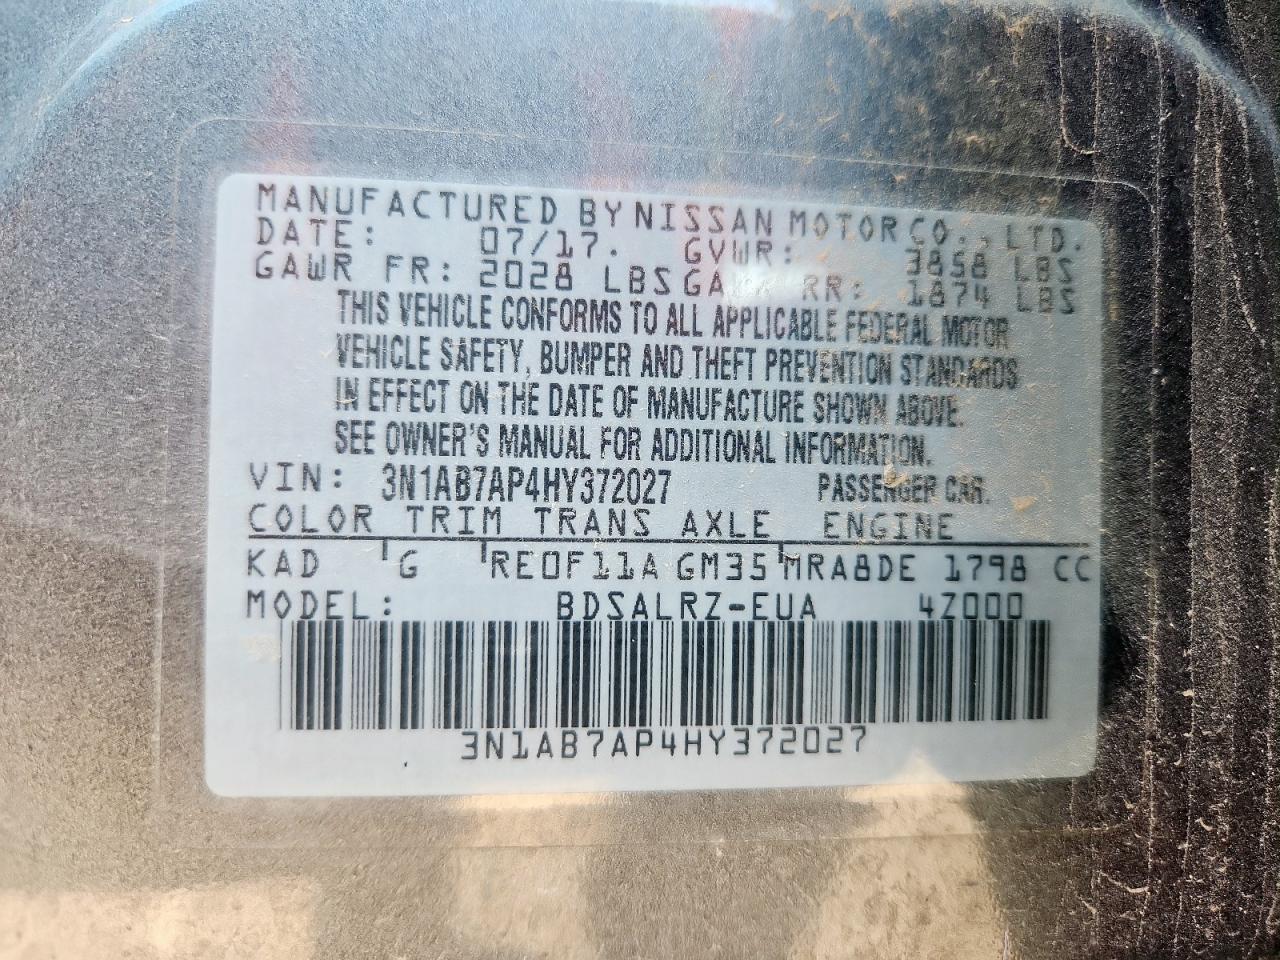 MANUFACTURED BY NISSAN MOTOR CO., LTD.
DATE: 07/17. GVWR: 3858 LBS
GAWR FR: 2028 LBS GAWR RR: 1874 LBS
THIS VEHICLE CONFORMS TO ALL APPLICABLE FEDERAL MOTOR
VEHICLE SAFETY, BUMPER AND THEFT PREVENTION STANDARDS
IN EFFECT ON THE DATE OF MANUFACTURE SHOWN ABOVE.
SEE OWNER'S MANUAL FOR ADDITIONAL INFORMATION.
VIN: 3N1AB7AP4HY372027 PASSENGER CAR.
COLOR TRIM TRANS AXLE ENGINE
KAD G RE0F11A GM35 MRA8DE 1798 CC
MODEL: BDSALRZ-EUA 4Z000
3N1AB7AP4HY372027